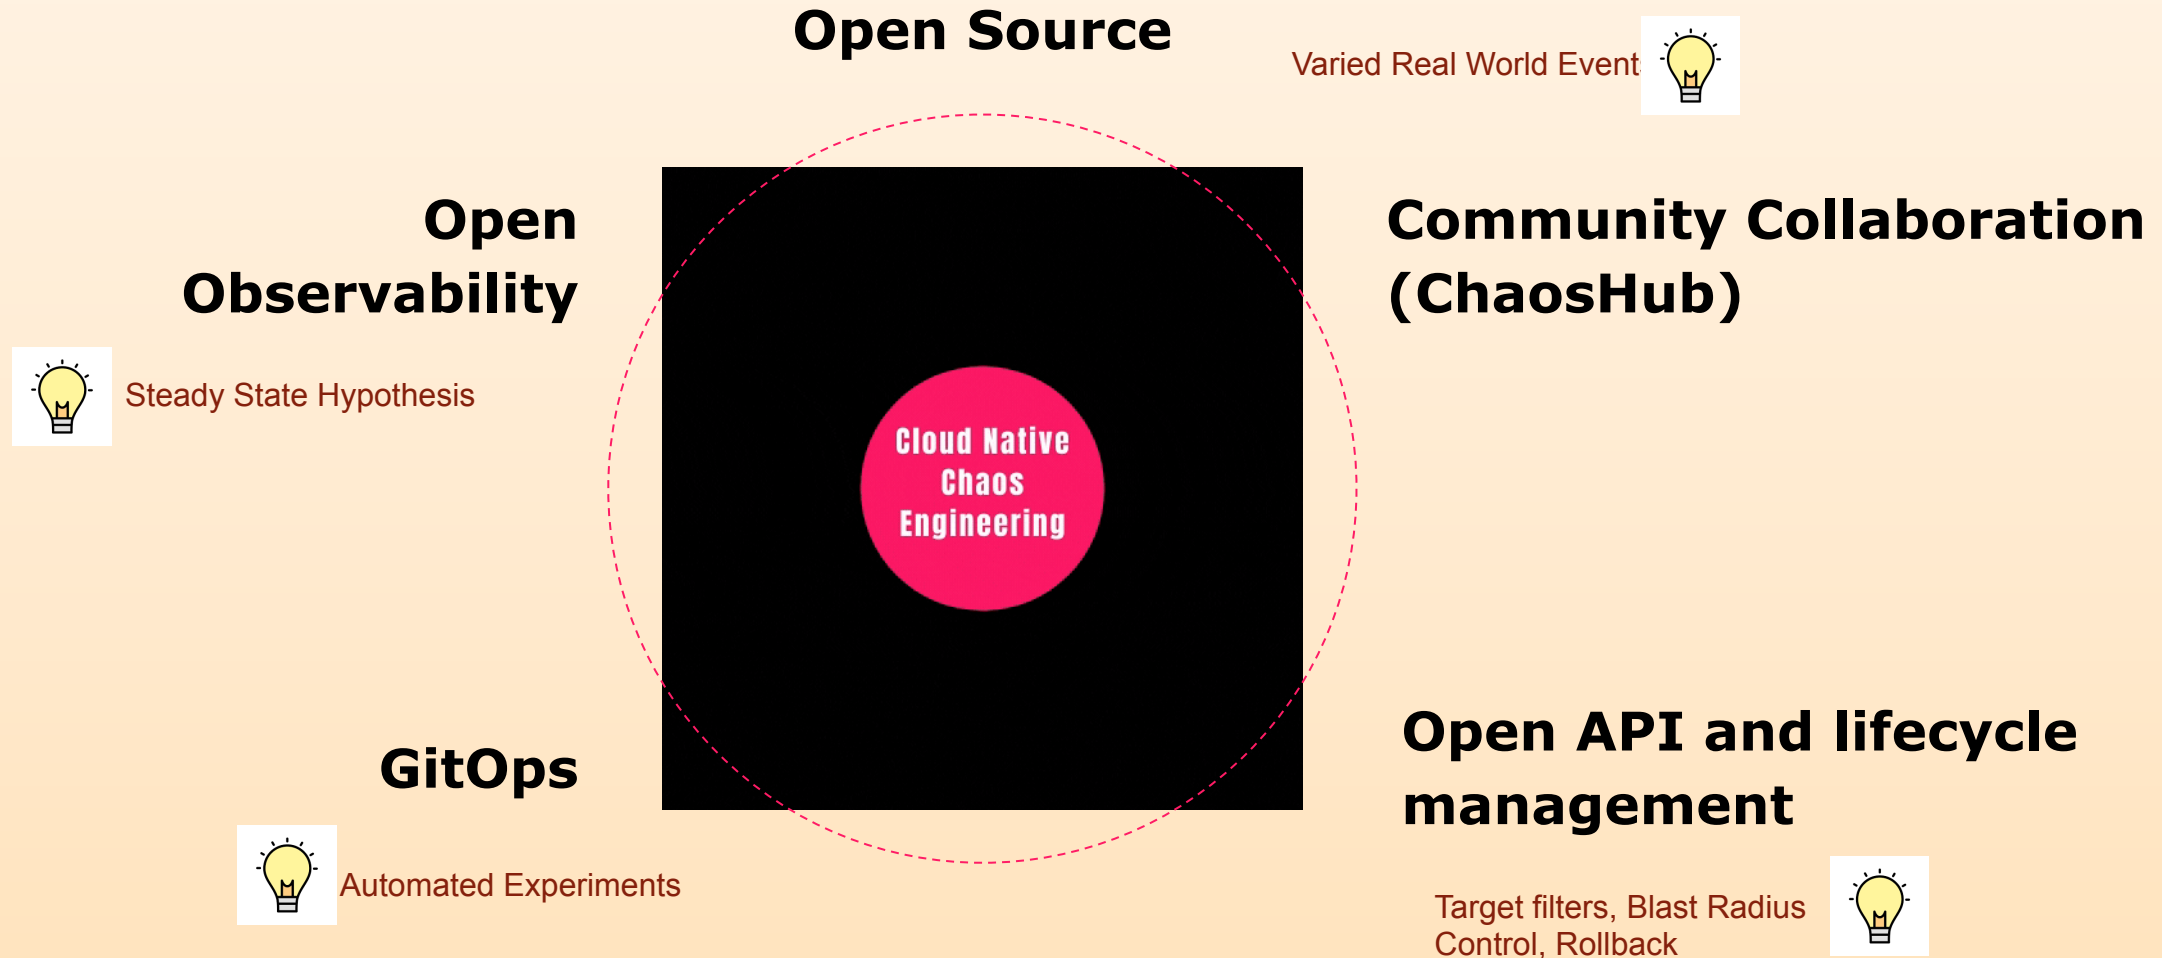 Open Source
Varied Real World Events
Open
Observability
Community Collaboration
(ChaosHub)
Steady State Hypothesis
Cloud Native
Chaos
Engineering
GitOps
Open API and lifecycle
management
Automated Experiments
Target filters, Blast Radius
Control, Rollback